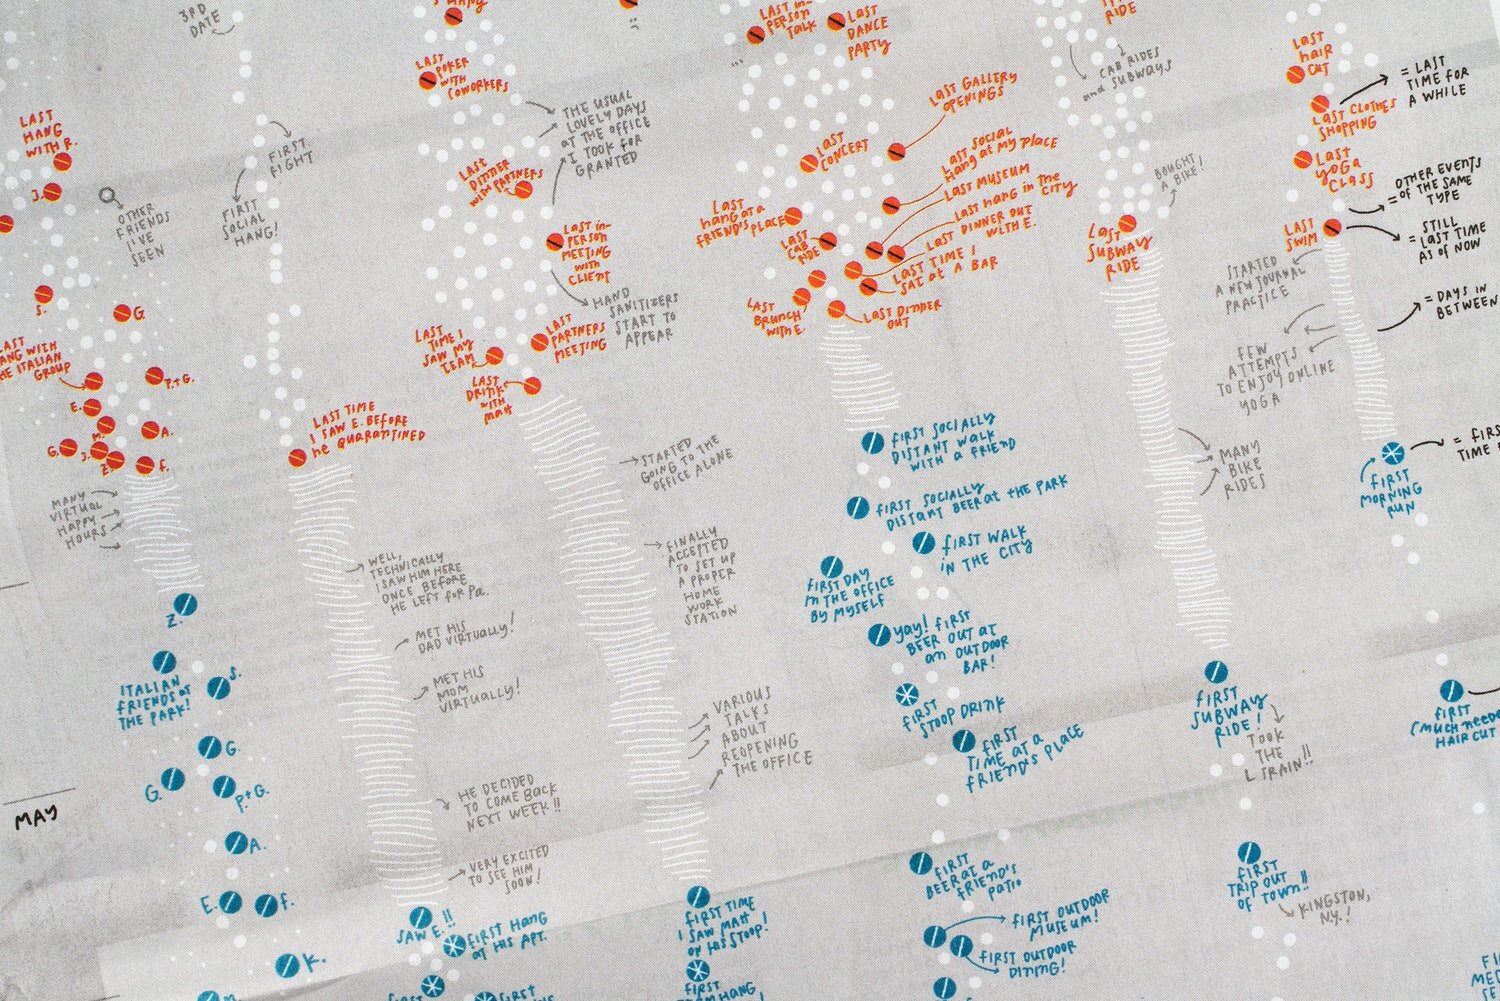 3RD
DATE
LAST
HANG
WITH R.
J.
OTHER
FRIENDS
I'VE
SEEN
S.
G.
LAST
HANG WITH
THE ITALIAN
GROUP
P.+G.
E.
M.
A.
G.
J.
Z.
F.
MANY
VIRTUAL
HAPPY
HOURS
Z.
ITALIAN
FRIENDS AT
THE PARK!
S.
G.
G.
P.+G.
A.
E.
F.
K.
MAY
FIRST
FIGHT
FIRST
SOCIAL
HANG!
LAST TIME
I SAW E. BEFORE
HE QUARANTINED
WELL,
TECHNICALLY
I SAW HIM HERE
ONCE BEFORE
HE LEFT FOR Pa.
MET HIS
DAD VIRTUALLY!
MET HIS
MOM
VIRTUALLY!
HE DECIDED
TO COME BACK
NEXT WEEK!!
VERY EXCITED
TO SEE HIM
SOON!
SAW E.!!
FIRST HANG
AT HIS APT.
FIRST
FIRST
LAST
POKER
WITH
COWORKERS
THE USUAL
LOVELY DAYS
AT THE OFFICE
I TOOK FOR
GRANTED
LAST
DINNER
WITH PARTNERS
LAST IN-
PERSON
MEETING
WITH
CLIENT
HAND
SANITIZERS
START TO
APPEAR
LAST
TIME I
SAW MY
TEAM
LAST
PARTNERS
MEETING
LAST
DRINK
WITH
MATT
STARTED
GOING TO THE
OFFICE ALONE
FINALLY
ACCEPTED
TO SET UP
A PROPER
HOME
WORK
STATION
VARIOUS
TALKS
ABOUT
REOPENING
THE OFFICE
FIRST TIME
I SAW MATT
ON HIS STOOP!
FIRST
TEAM HANG
LAST IN-
PERSON
TALK
LAST
DANCE
PARTY
LAST GALLERY
OPENINGS
LAST
CONCERT
LAST SOCIAL
HANG AT MY PLACE
LAST MUSEUM
LAST HANG IN THE
CITY
LAST DINNER OUT
WITH E.
LAST TIME I
SAT AT A BAR
LAST
HANG AT A
FRIEND'S PLACE
LAST
CAB
RIDE
LAST
BRUNCH
WITH E.
LAST DINNER
OUT
FIRST SOCIALLY
DISTANT WALK
WITH A FRIEND
FIRST SOCIALLY
DISTANT BEER AT THE PARK
FIRST WALK
IN THE CITY
FIRST DAY
IN THE OFFICE
BY MYSELF
YAY! FIRST
BEER OUT AT
AN OUTDOOR
BAR!
FIRST
STOOP DRINK
FIRST
TIME AT A
FRIEND'S PLACE
FIRST
BEER AT A
FRIEND'S
PATIO
FIRST OUTDOOR
MUSEUM!
FIRST OUTDOOR
DINING!
RIDE
CAB RIDES
and SUBWAYS
BOUGHT
A BIKE!
LAST
SUBWAY
RIDE
MANY
BIKE
RIDES
FIRST
SUBWAY
RIDE!
TOOK
THE
L TRAIN!!
FIRST
TRIP OUT
OF TOWN!!
KINGSTON,
NY.!
LAST
HAIR
CUT
= LAST
TIME FOR
A WHILE
LAST CLOTHES
SHOPPING
LAST
YOGA
CLASS
= OTHER EVENTS
OF THE SAME
TYPE
LAST
SWIM
= STILL
LAST TIME
AS OF NOW
STARTED
A NEW JOURNAL
PRACTICE
= DAYS IN
BETWEEN
FEW
ATTEMPTS
TO ENJOY ONLINE
YOGA
FIRST
MORNING
RUN
TIME
FIRST
(MUCH NEEDED
HAIRCUT